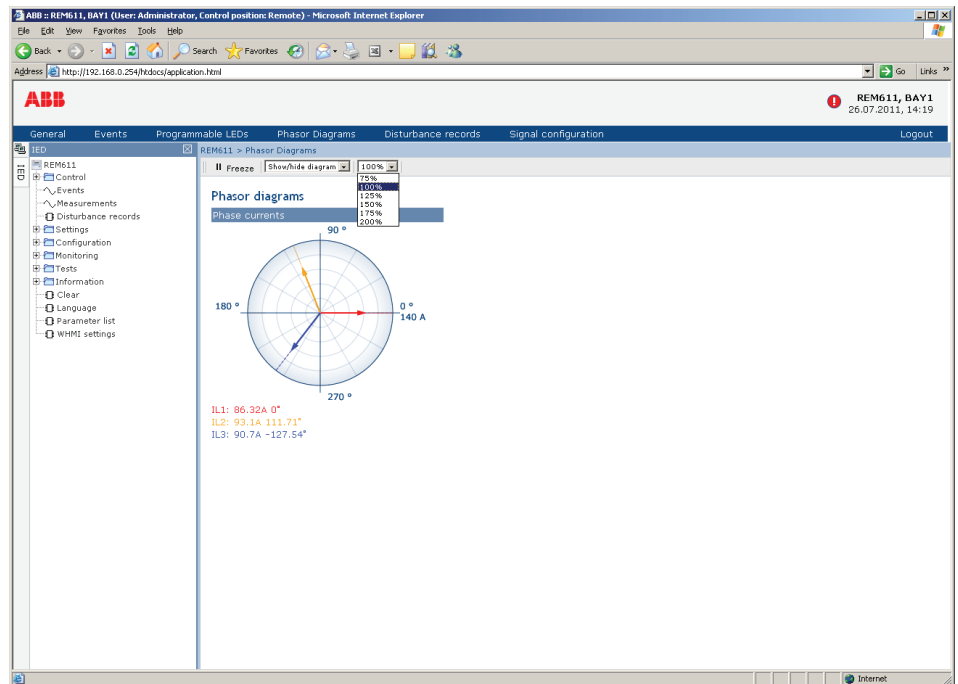 ABB :: REM611, BAY1 (User: Administrator, Control position: Remote) - Microsoft Internet Explorer
File Edit View Favorites Tools Help
Back Search Favorites
Address http://192.168.0.254/htdocs/application.html Go Links »
ABB
REM611, BAY1
26.07.2011, 14:19
General Events Programmable LEDs Phasor Diagrams Disturbance records Signal configuration Logout
IED
IED
REM611 > Phasor Diagrams
Freeze Show/hide diagram 100%
75%
100%
125%
150%
175%
200%
REM611
Control
Events
Measurements
Disturbance records
Settings
Configuration
Monitoring
Tests
Information
Clear
Language
Parameter list
WHMI settings
Phasor diagrams
Phase currents
90 °
180 °
0 °
140 A
270 °
IL1: 86.32A 0°
IL2: 93.1A 111.71°
IL3: 90.7A -127.54°
Internet